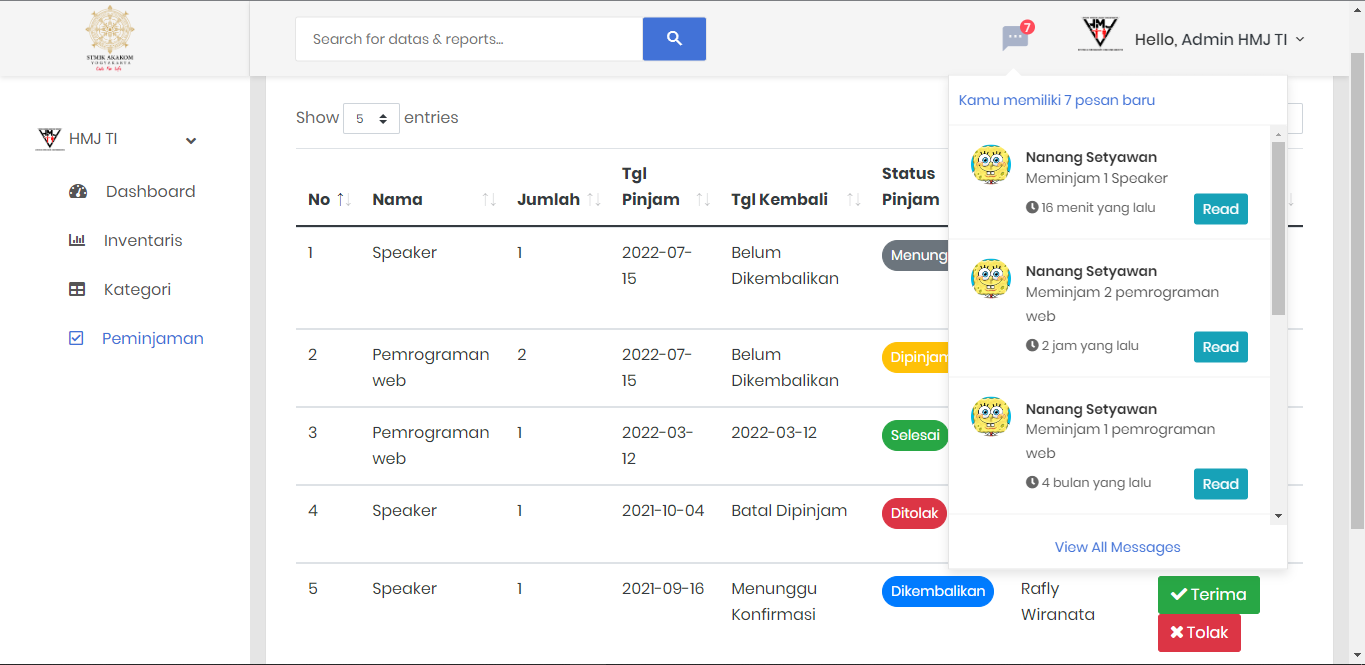 STMIK AKAKOM
YOGYAKARTA
Search for datas & reports...
7
HMJ
Hello, Admin HMJ TI
HMJ TI
Dashboard
Inventaris
Kategori
Peminjaman
Show 5 entries
No Nama Jumlah Tgl Pinjam Tgl Kembali Status Pinjam
1 Speaker 1 2022-07-15 Belum Dikembalikan Menung
2 Pemrograman web 2 2022-07-15 Belum Dikembalikan Dipinjam
3 Pemrograman web 1 2022-03-12 2022-03-12 Selesai
4 Speaker 1 2021-10-04 Batal Dipinjam Ditolak
5 Speaker 1 2021-09-16 Menunggu Konfirmasi Dikembalikan Rafly Wiranata
Terima
Tolak
Kamu memiliki 7 pesan baru
Nanang Setyawan
Meminjam 1 Speaker
16 menit yang lalu Read
Nanang Setyawan
Meminjam 2 pemrograman
web
2 jam yang lalu Read
Nanang Setyawan
Meminjam 1 pemrograman
web
4 bulan yang lalu Read
View All Messages